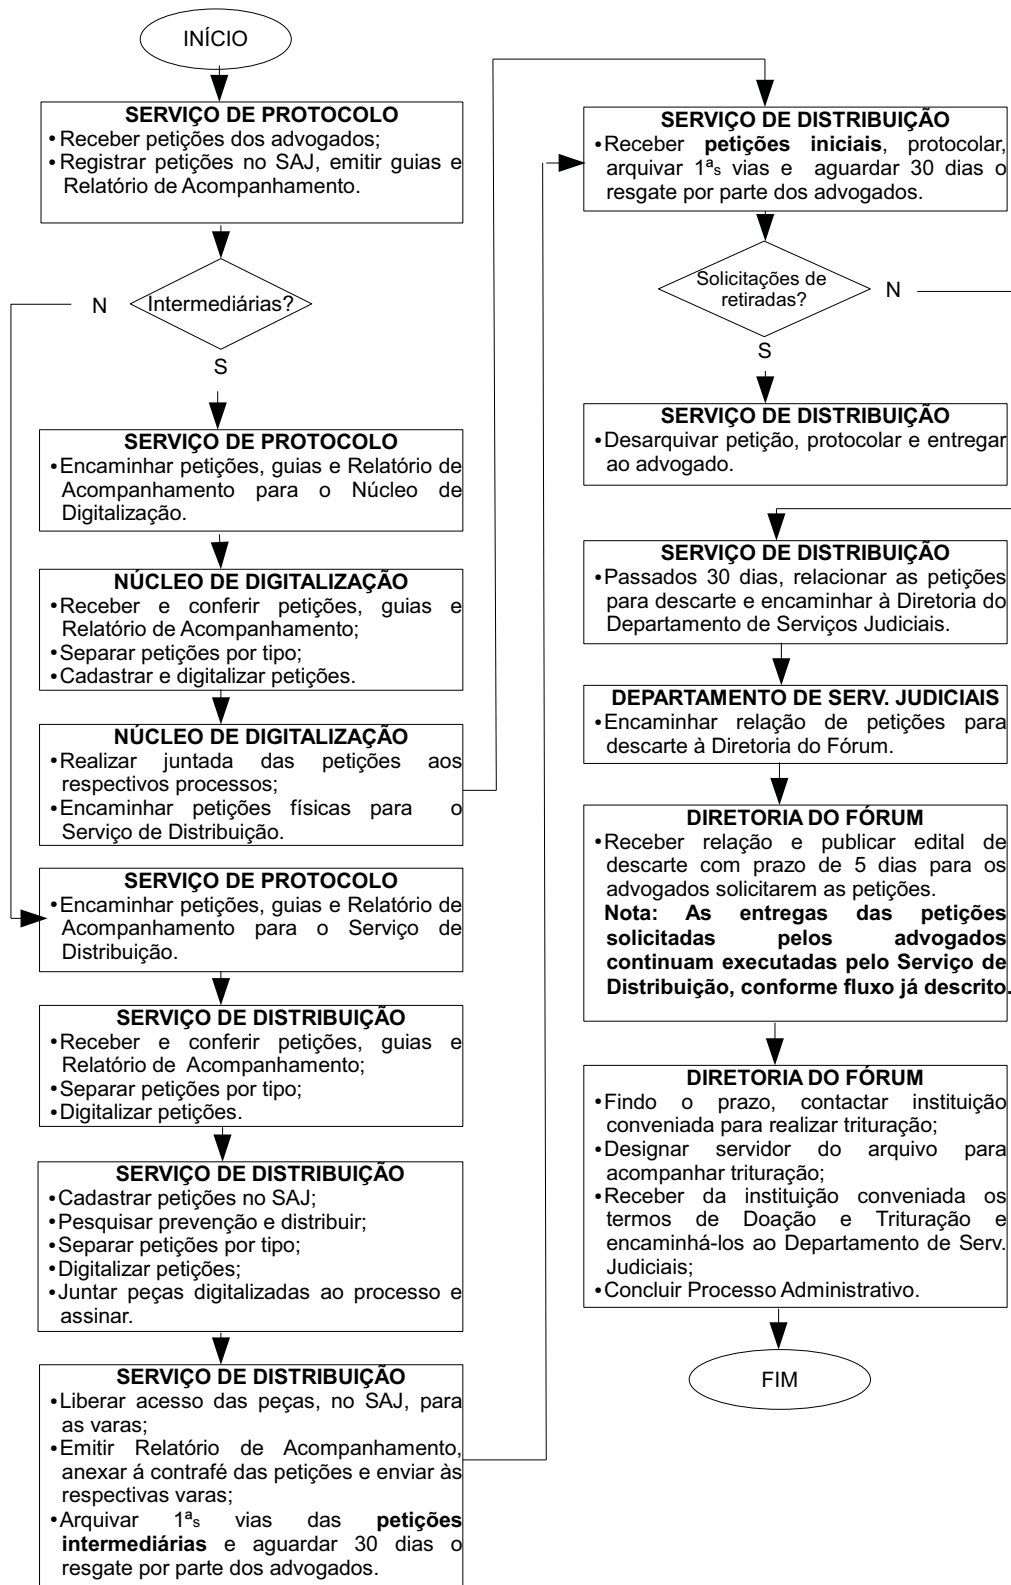 INÍCIO
SERVIÇO DE PROTOCOLO
•Receber petições dos advogados;
•Registrar petições no SAJ, emitir guias e
Relatório de Acompanhamento.
Intermediárias?
N
S
SERVIÇO DE PROTOCOLO
•Encaminhar petições, guias e Relatório de
Acompanhamento para o Núcleo de
Digitalização.
NÚCLEO DE DIGITALIZAÇÃO
•Receber e conferir petições, guias e
Relatório de Acompanhamento;
•Separar petições por tipo;
•Cadastrar e digitalizar petições.
NÚCLEO DE DIGITALIZAÇÃO
•Realizar juntada das petições aos
respectivos processos;
•Encaminhar petições físicas para o
Serviço de Distribuição.
SERVIÇO DE PROTOCOLO
•Encaminhar petições, guias e Relatório de
Acompanhamento para o Serviço de
Distribuição.
SERVIÇO DE DISTRIBUIÇÃO
•Receber e conferir petições, guias e
Relatório de Acompanhamento;
•Separar petições por tipo;
•Digitalizar petições.
SERVIÇO DE DISTRIBUIÇÃO
•Cadastrar petições no SAJ;
•Pesquisar prevenção e distribuir;
•Separar petições por tipo;
•Digitalizar petições;
•Juntar peças digitalizadas ao processo e
assinar.
SERVIÇO DE DISTRIBUIÇÃO
•Liberar acesso das peças, no SAJ, para
as varas;
•Emitir Relatório de Acompanhamento,
anexar á contrafé das petições e enviar às
respectivas varas;
•Arquivar 1ªs vias das petições
intermediárias e aguardar 30 dias o
resgate por parte dos advogados.
SERVIÇO DE DISTRIBUIÇÃO
•Receber petições iniciais, protocolar,
arquivar 1ªs vias e aguardar 30 dias o
resgate por parte dos advogados.
Solicitações de
retiradas?
N
S
SERVIÇO DE DISTRIBUIÇÃO
•Desarquivar petição, protocolar e entregar
ao advogado.
SERVIÇO DE DISTRIBUIÇÃO
•Passados 30 dias, relacionar as petições
para descarte e encaminhar à Diretoria do
Departamento de Serviços Judiciais.
DEPARTAMENTO DE SERV. JUDICIAIS
•Encaminhar relação de petições para
descarte à Diretoria do Fórum.
DIRETORIA DO FÓRUM
•Receber relação e publicar edital de
descarte com prazo de 5 dias para os
advogados solicitarem as petições.
Nota: As entregas das petições
solicitadas pelos advogados
continuam executadas pelo Serviço de
Distribuição, conforme fluxo já descrito.
DIRETORIA DO FÓRUM
•Findo o prazo, contactar instituição
conveniada para realizar trituração;
•Designar servidor do arquivo para
acompanhar trituração;
•Receber da instituição conveniada os
termos de Doação e Trituração e
encaminhá-los ao Departamento de Serv.
Judiciais;
•Concluir Processo Administrativo.
FIM